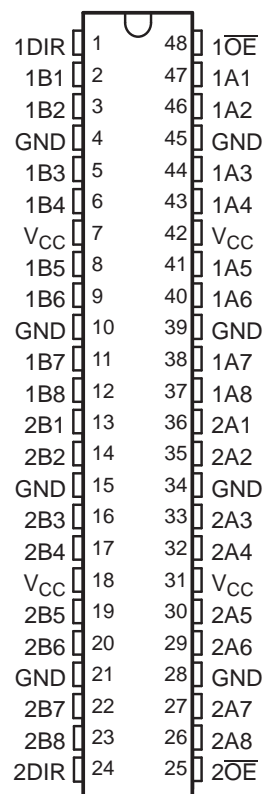 1DIR 1 48 1O̅E̅
1B1 2 47 1A1
1B2 3 46 1A2
GND 4 45 GND
1B3 5 44 1A3
1B4 6 43 1A4
VCC 7 42 VCC
1B5 8 41 1A5
1B6 9 40 1A6
GND 10 39 GND
1B7 11 38 1A7
1B8 12 37 1A8
2B1 13 36 2A1
2B2 14 35 2A2
GND 15 34 GND
2B3 16 33 2A3
2B4 17 32 2A4
VCC 18 31 VCC
2B5 19 30 2A5
2B6 20 29 2A6
GND 21 28 GND
2B7 22 27 2A7
2B8 23 26 2A8
2DIR 24 25 2O̅E̅